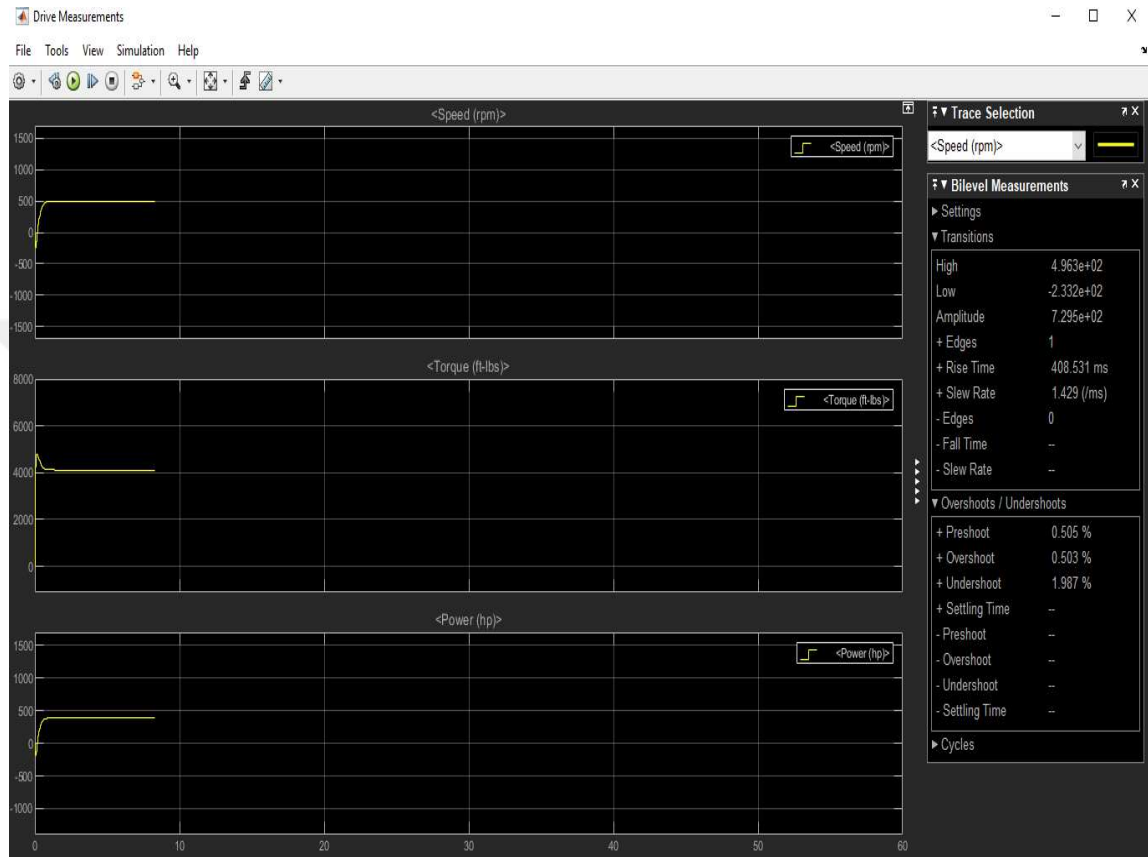 Drive Measurements
File Tools View Simulation Help
<Speed (rpm)>
<Speed (rpm)>
1500
1000
500
0
-500
-1000
-1500
<Torque (ft-lbs)>
<Torque (ft-lbs)>
8000
6000
4000
2000
0
<Power (hp)>
<Power (hp)>
1500
1000
500
0
-500
-1000
0 10 20 30 40 50 60
Trace Selection
<Speed (rpm)>
Bilevel Measurements
Settings
Transitions
High 4.963e+02
Low -2.332e+02
Amplitude 7.295e+02
+ Edges 1
+ Rise Time 408.531 ms
+ Slew Rate 1.429 (/ms)
- Edges 0
- Fall Time --
- Slew Rate --
Overshoots / Undershoots
+ Preshoot 0.505 %
+ Overshoot 0.503 %
+ Undershoot 1.987 %
+ Settling Time --
- Preshoot --
- Overshoot --
- Undershoot --
- Settling Time --
Cycles